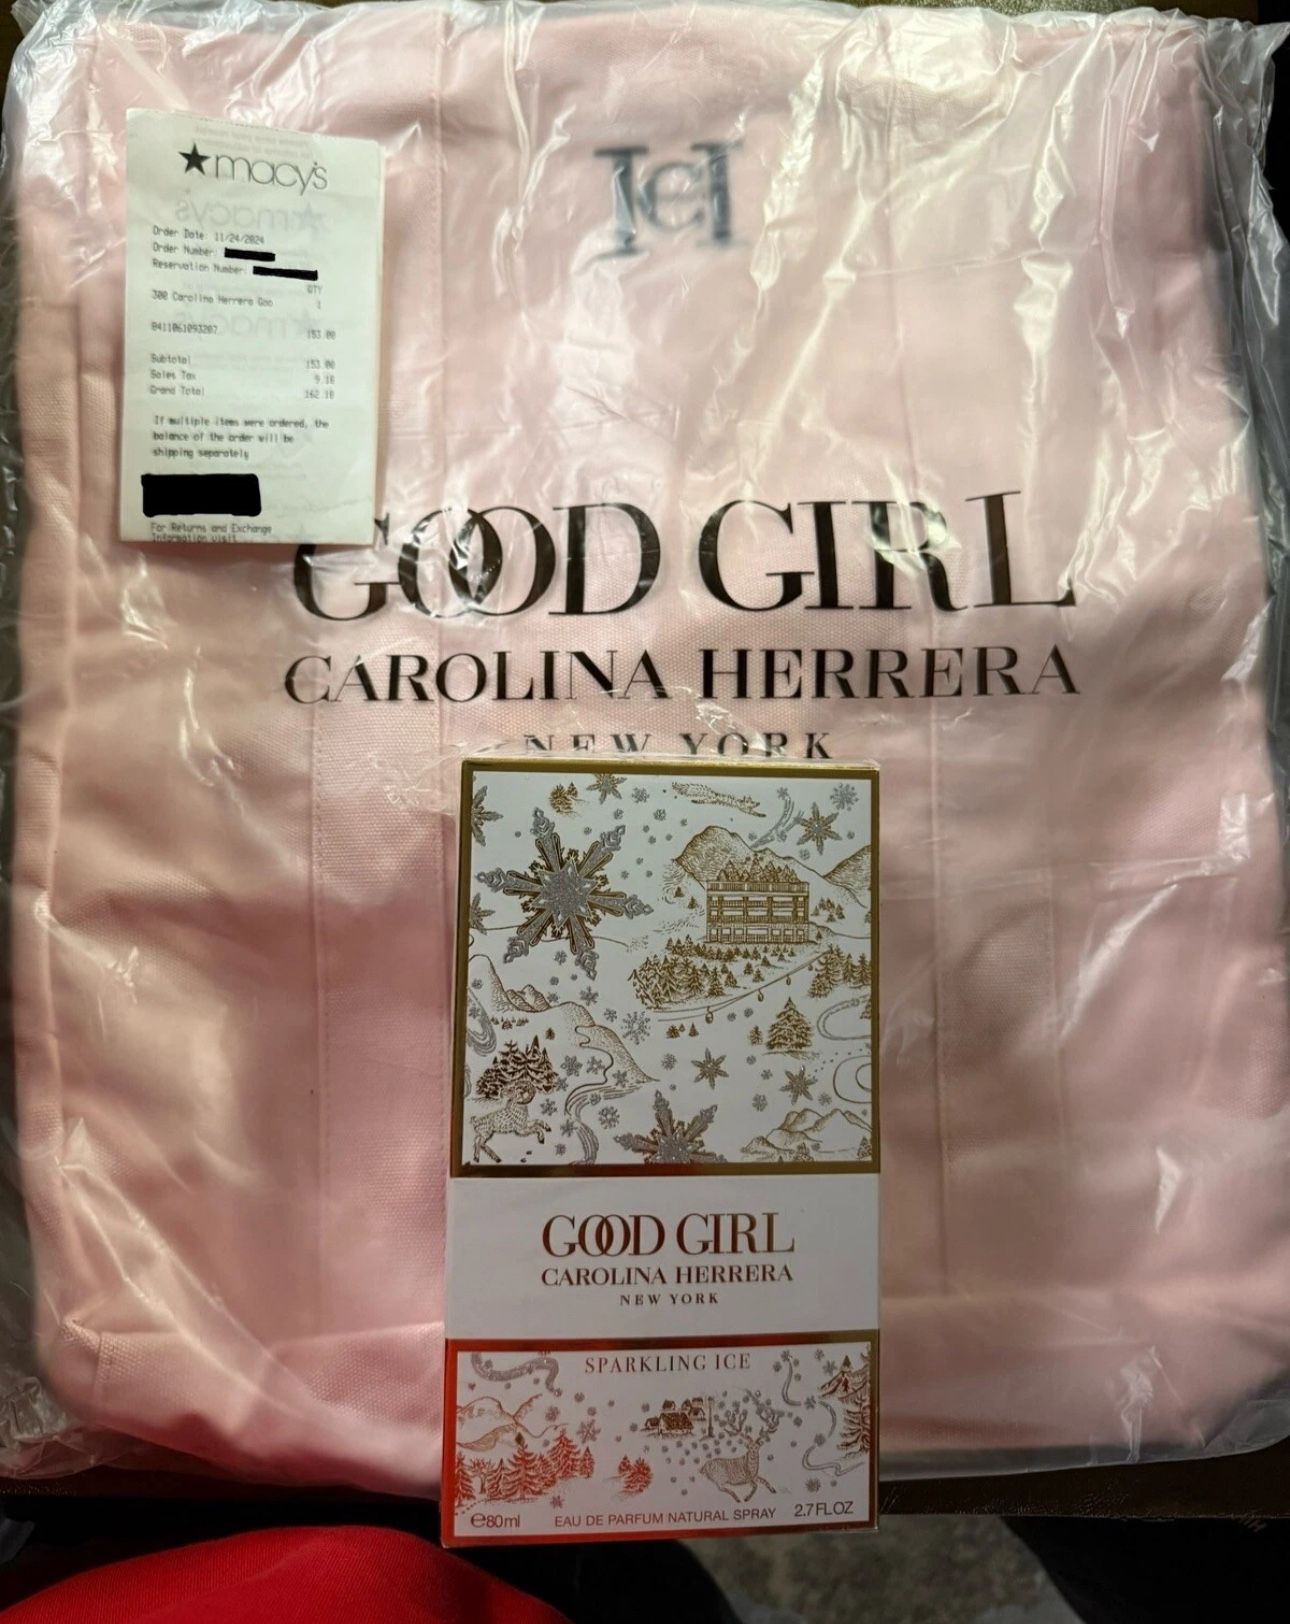 macy's
Order Date: 11/24/2024
Order Number:
Reservation Number:
QTY
300 Carolina Herrera Goo 1
8411061093207 153.00
Subtotal 153.00
Sales Tax 9.18
Grand Total 162.18
If multiple items were ordered, the
balance of the order will be
shipping separately
For Returns and Exchange
Information visit
GOOD GIRL
CAROLINA HERRERA
NEW YORK
GOOD GIRL
CAROLINA HERRERA
NEW YORK
SPARKLING ICE
e80ml EAU DE PARFUM NATURAL SPRAY 2.7FL OZ